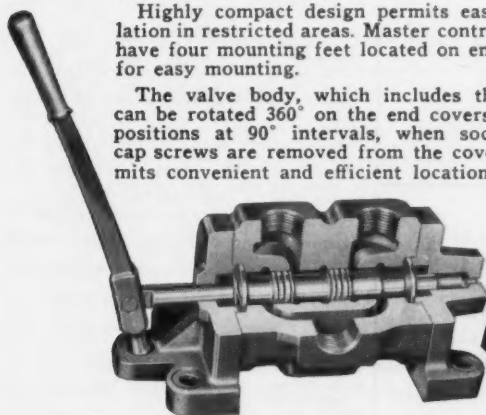 Highly compact design permits eas
lation in restricted areas. Master contr
have four mounting feet located on en
for easy mounting.
The valve body, which includes th
can be rotated 360° on the end covers
positions at 90° intervals, when soc
cap screws are removed from the cove
mits convenient and efficient location